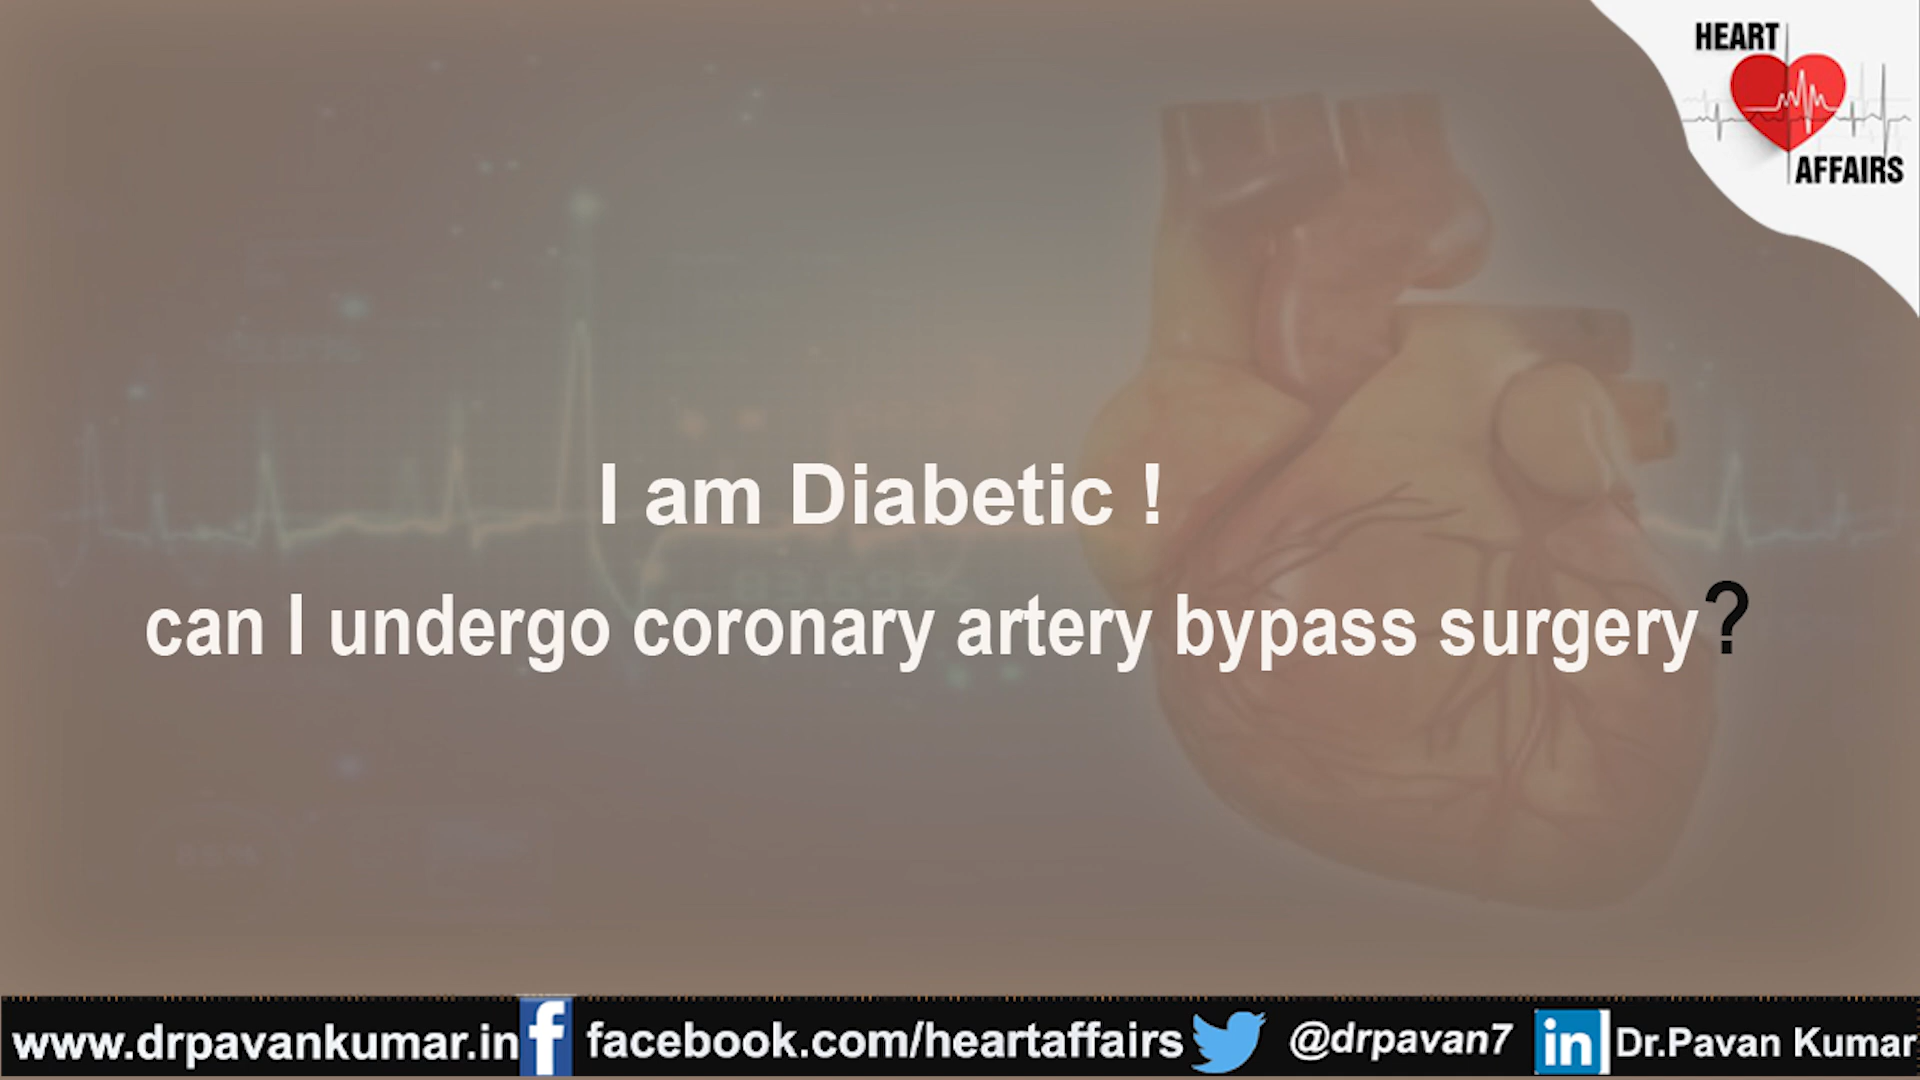 HEART
AFFAIRS
I am Diabetic !
can I undergo coronary artery bypass surgery?
www.drpavankumar.in facebook.com/heartaffairs @drpavan7 in Dr.Pavan Kumar